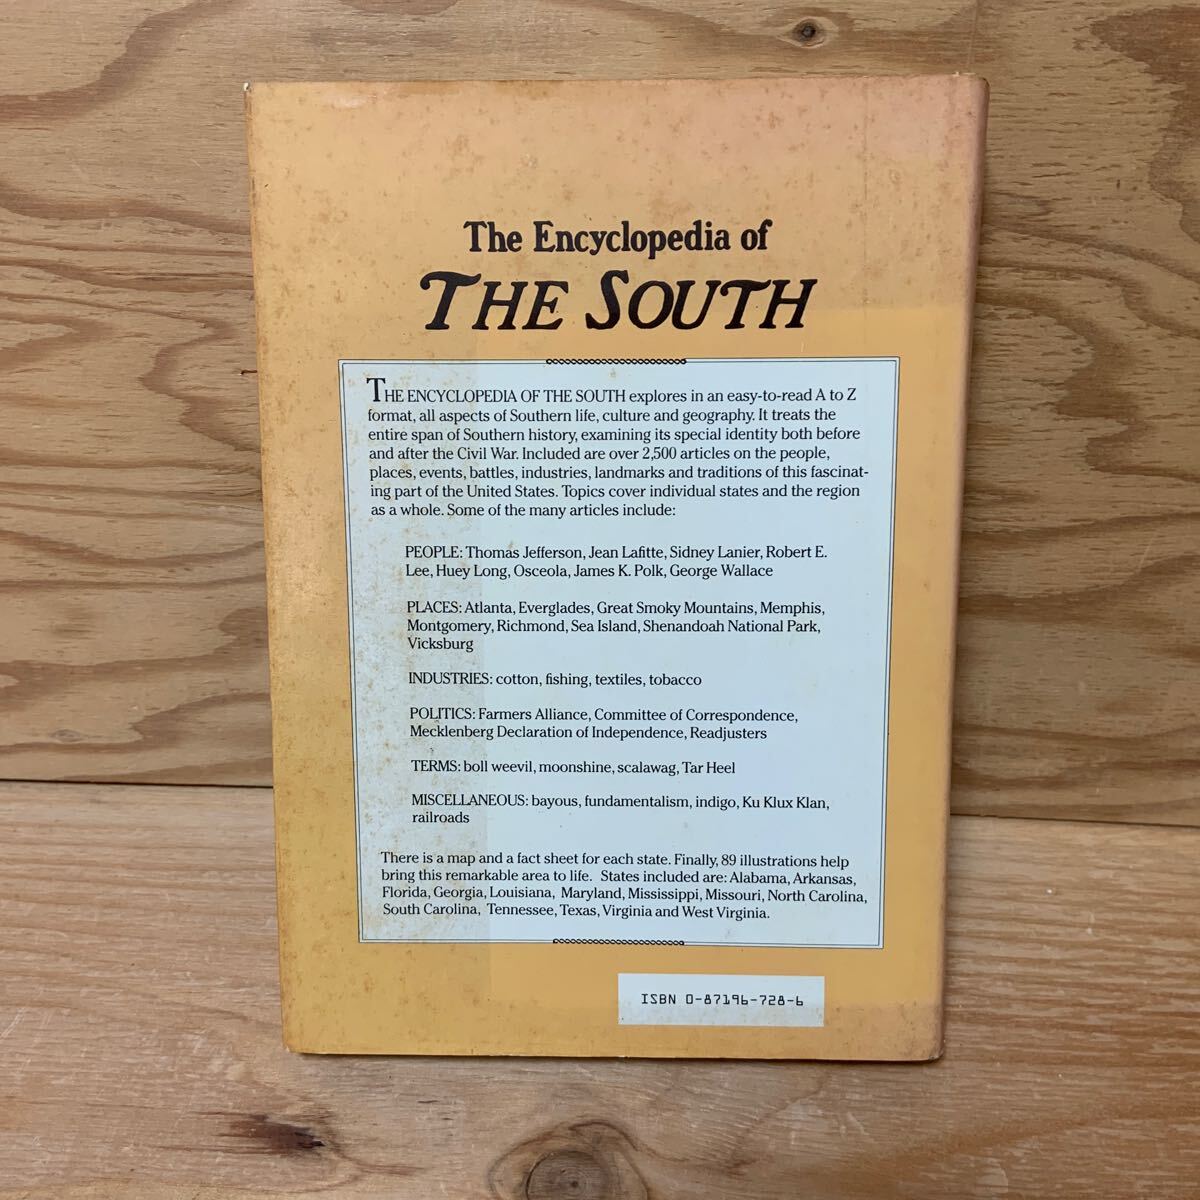 The Encyclopedia of
THE SOUTH
THE ENCYCLOPEDIA OF THE SOUTH explores in an easy-to-read A to Z
format, all aspects of Southern life, culture and geography. It treats the
entire span of Southern history, examining its special identity both before
and after the Civil War. Included are over 2,500 articles on the people,
places, events, battles, industries, landmarks and traditions of this fascinat-
ing part of the United States. Topics cover individual states and the region
as a whole. Some of the many articles include:
PEOPLE: Thomas Jefferson, Jean Lafitte, Sidney Lanier, Robert E.
Lee, Huey Long, Osceola, James K. Polk, George Wallace
PLACES: Atlanta, Everglades, Great Smoky Mountains, Memphis,
Montgomery, Richmond, Sea Island, Shenandoah National Park,
Vicksburg
INDUSTRIES: cotton, fishing, textiles, tobacco
POLITICS: Farmers Alliance, Committee of Correspondence,
Mecklenberg Declaration of Independence, Readjusters
TERMS: boll weevil, moonshine, scalawag, Tar Heel
MISCELLANEOUS: bayous, fundamentalism, indigo, Ku Klux Klan,
railroads
There is a map and a fact sheet for each state. Finally, 89 illustrations help
bring this remarkable area to life. States included are: Alabama, Arkansas,
Florida, Georgia, Louisiana, Maryland, Mississippi, Missouri, North Carolina,
South Carolina, Tennessee, Texas, Virginia and West Virginia.
ISBN 0-87196-728-6